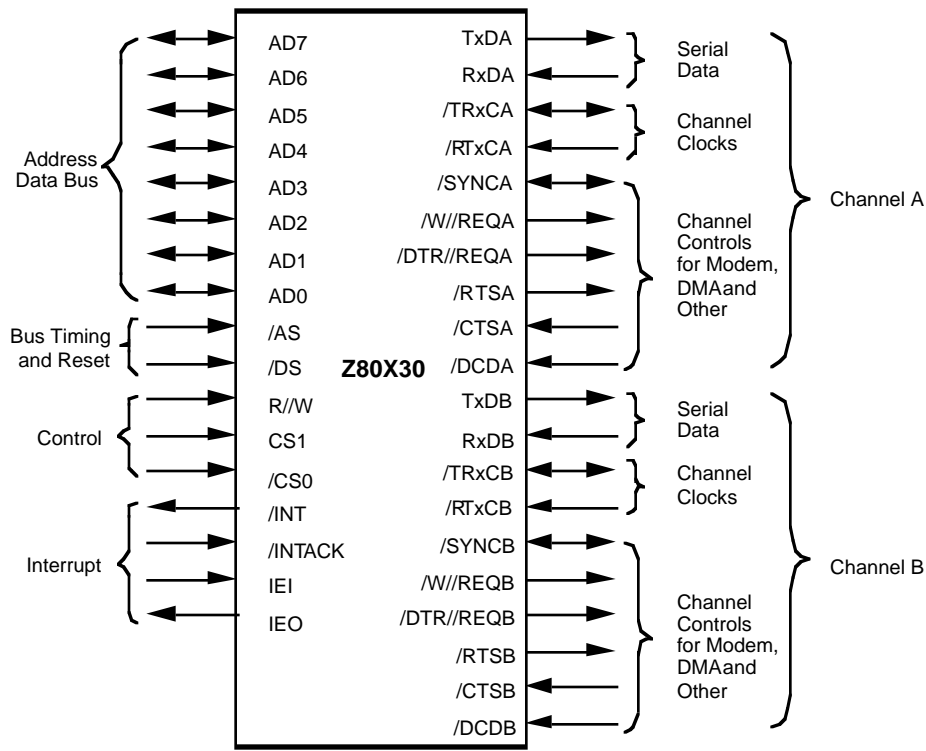 Address
Data Bus
Bus Timing
and Reset
Control
Interrupt
AD7
AD6
AD5
AD4
AD3
AD2
AD1
AD0
/AS
/DS
R//W
CS1
/CS0
/INT
/INTACK
IEI
IEO
Z80X30
TxDA
RxDA
/TRxCA
/RTxCA
/SYNCA
/W//REQA
/DTR//REQA
/RTSA
/CTSA
/DCDA
TxDB
RxDB
/TRxCB
/RTxCB
/SYNCB
/W//REQB
/DTR//REQB
/RTSB
/CTSB
/DCDB
Serial
Data
Channel
Clocks
Channel
Controls
for Modem,
DMAand
Other
Serial
Data
Channel
Clocks
Channel
Controls
for Modem,
DMAand
Other
Channel A
Channel B